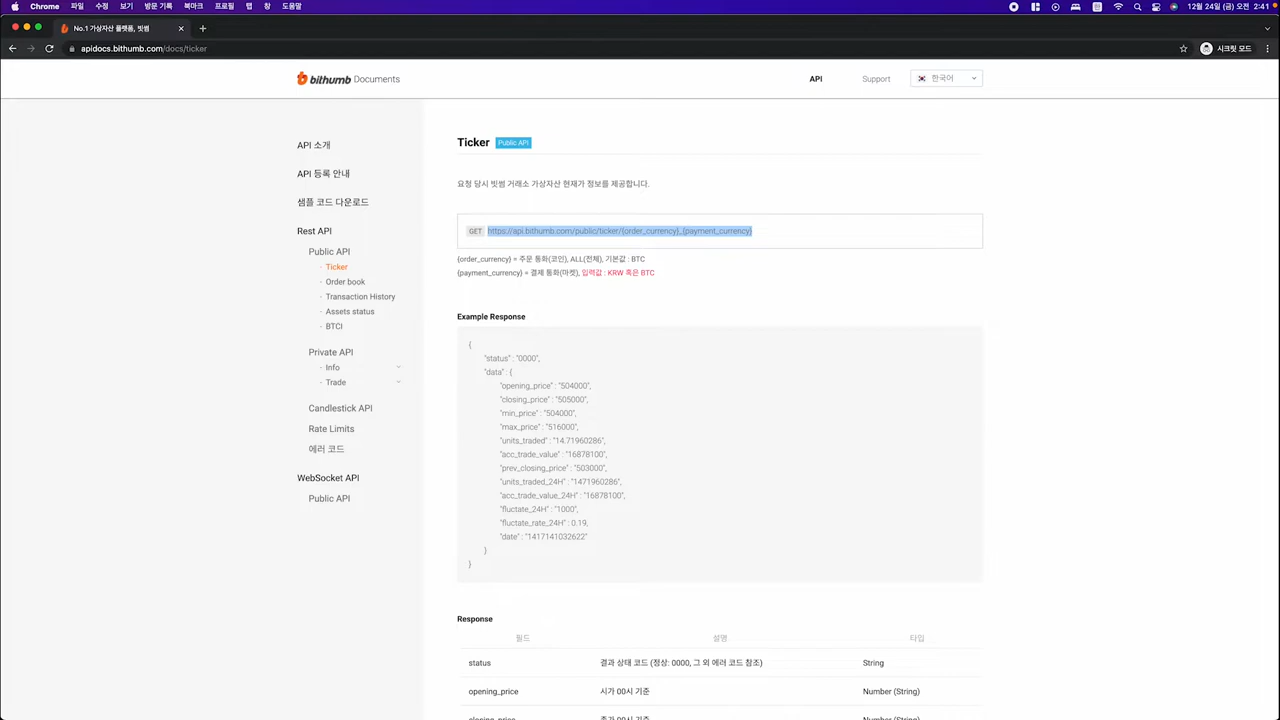 Chrome 파일 수정 보기 방문 기록 북마크 프로필 탭 창 도움말 12월 24일 (금) 오전 2:41
No.1 가상자산 플랫폼, 빗썸
apidocs.bithumb.com/docs/ticker 시크릿 모드
bithumb Documents API Support 한국어
API 소개
API 등록 안내
샘플 코드 다운로드
Rest API
Public API
· Ticker
· Order book
· Transaction History
· Assets status
· BTCI
Private API
· Info
· Trade
Candlestick API
Rate Limits
에러 코드
WebSocket API
Public API
Ticker Public API
요청 당시 빗썸 거래소 가상자산 현재가 정보를 제공합니다.
GET https://api.bithumb.com/public/ticker/{order_currency}_{payment_currency}
{order_currency} = 주문 통화(코인), ALL(전체), 기본값 : BTC
{payment_currency} = 결제 통화(마켓), 입력값 : KRW 혹은 BTC
Example Response
{
"status" : "0000",
"data" : {
"opening_price" : "504000",
"closing_price" : "505000",
"min_price" : "504000",
"max_price" : "516000",
"units_traded" : "14.71960286",
"acc_trade_value" : "16878100",
"prev_closing_price" : "503000",
"units_traded_24H" : "1471960286",
"acc_trade_value_24H" : "16878100",
"fluctate_24H" : "1000",
"fluctate_rate_24H" : 0.19,
"date" : "1417141032622"
}
}
Response
필드 설명 타입
status 결과 상태 코드 (정상: 0000, 그 외 에러 코드 참조) String
opening_price 시가 00시 기준 Number (String)
closing_price 종가 00시 기준 Number (String)